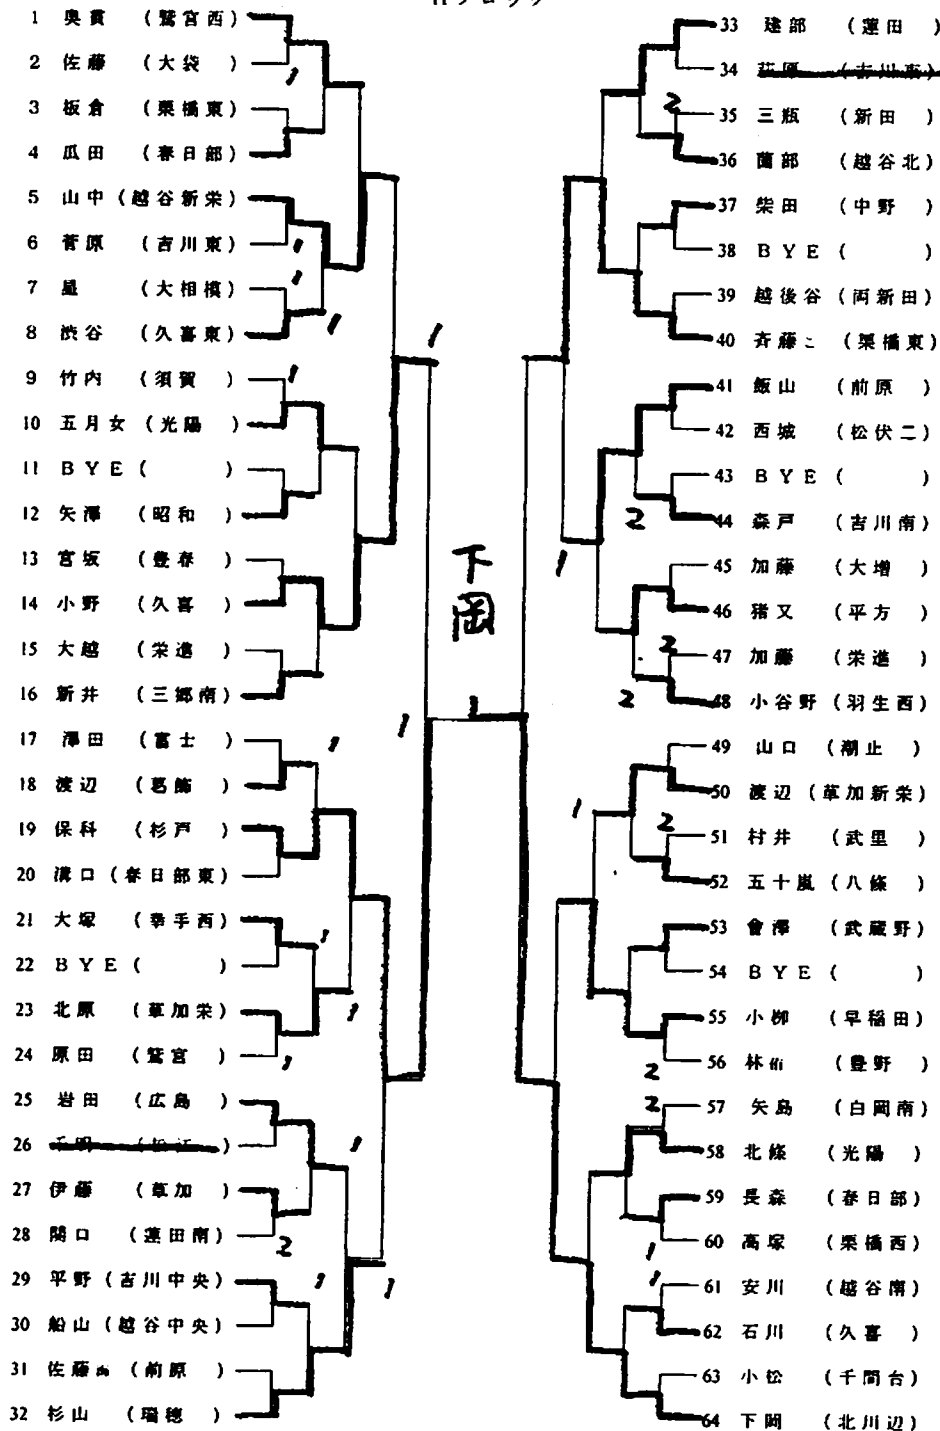 1 奥貫 (鷲宮西)
2 佐藤 (大袋)
3 板倉 (栗橋東)
4 瓜田 (春日部)
5 山中 (越谷新栄)
6 菅原 (吉川東)
7 星 (大相模)
8 渋谷 (久喜東)
9 竹内 (須賀)
10 五月女 (光陽)
11 BYE ( )
12 矢澤 (昭和)
13 宮坂 (豊春)
14 小野 (久喜)
15 大越 (栄進)
16 新井 (三郷南)
17 澤田 (富士)
18 渡辺 (葛飾)
19 保科 (杉戸)
20 溝口 (春日部東)
21 大塚 (幸手西)
22 BYE ( )
23 北原 (草加栄)
24 原田 (鷲宮)
25 岩田 (広島)
26
27 伊藤 (草加)
28 関口 (蓮田南)
29 平野 (吉川中央)
30 船山 (越谷中央)
31 佐藤 (前原)
32 杉山 (瑞穂)
下岡
33 建部 (蓮田)
34 萩原 (吉川東)
35 三瓶 (新田)
36 薗部 (越谷北)
37 柴田 (中野)
38 BYE ( )
39 越後谷 (両新田)
40 斉藤こ (栗橋東)
41 飯山 (前原)
42 西城 (松伏二)
43 BYE ( )
44 森戸 (吉川南)
45 加藤 (大増)
46 猪又 (平方)
47 加藤 (栄進)
48 小谷野 (羽生西)
49 山口 (潮止)
50 渡辺 (草加新栄)
51 村井 (武里)
52 五十嵐 (八條)
53 會澤 (武蔵野)
54 BYE ( )
55 小柳 (早稲田)
56 林 (豊野)
57 矢島 (白岡南)
58 北條 (光陽)
59 長森 (春日部)
60 高塚 (栗橋西)
61 安川 (越谷南)
62 石川 (久喜)
63 小松 (千間台)
64 下岡 (北川辺)